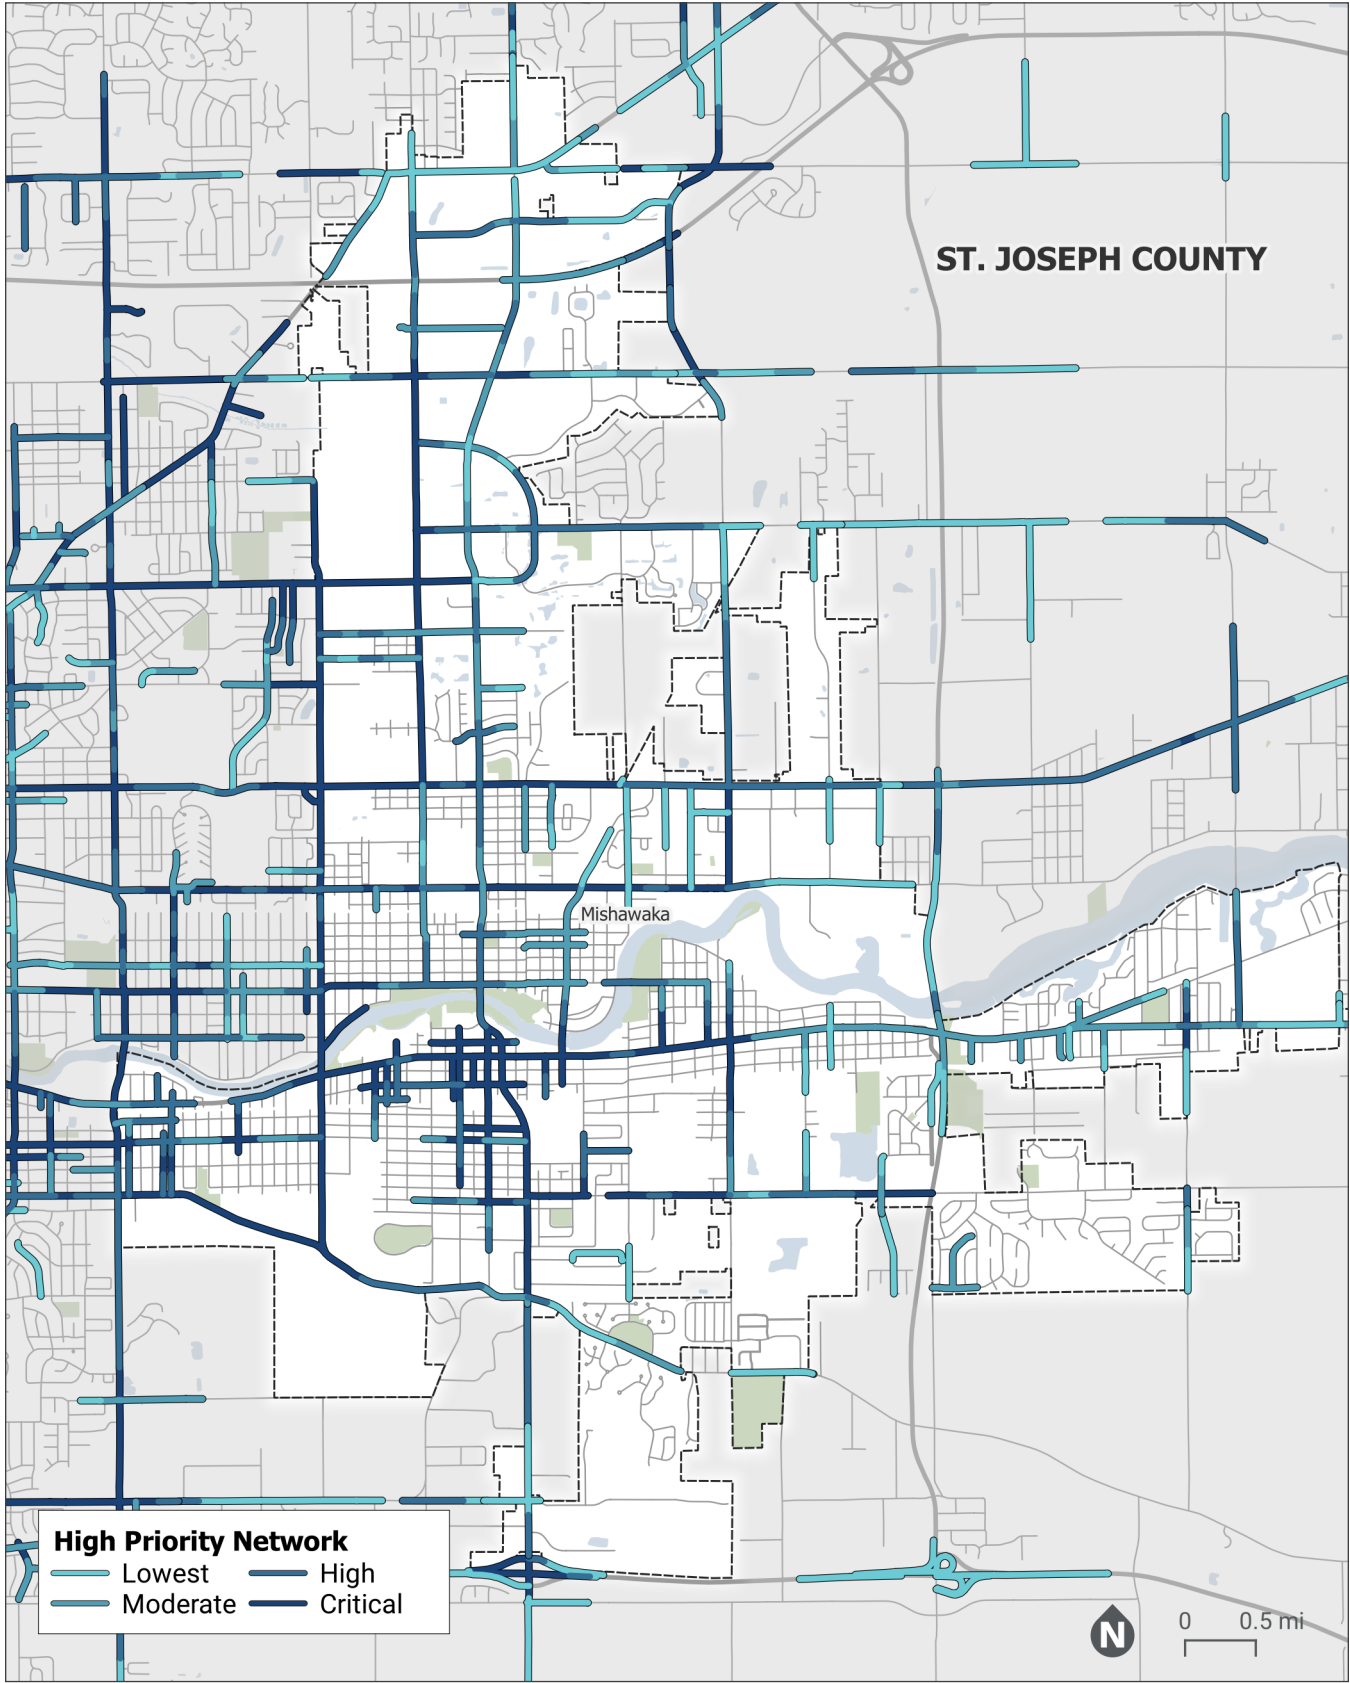 ST. JOSEPH COUNTY
Mishawaka
High Priority Network
Lowest
High
Moderate
Critical
N
0 0.5 mi